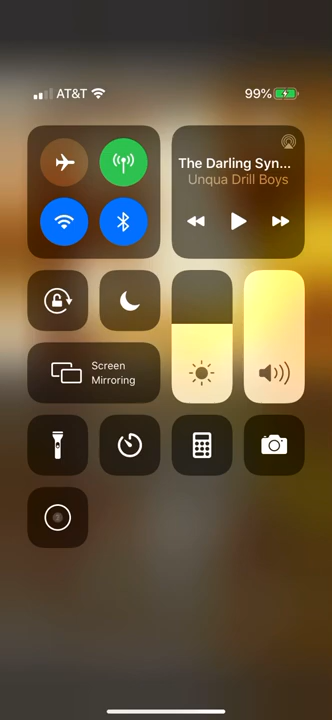 AT&T
99%
The Darling Syn...
Unqua Drill Boys
Screen
Mirroring